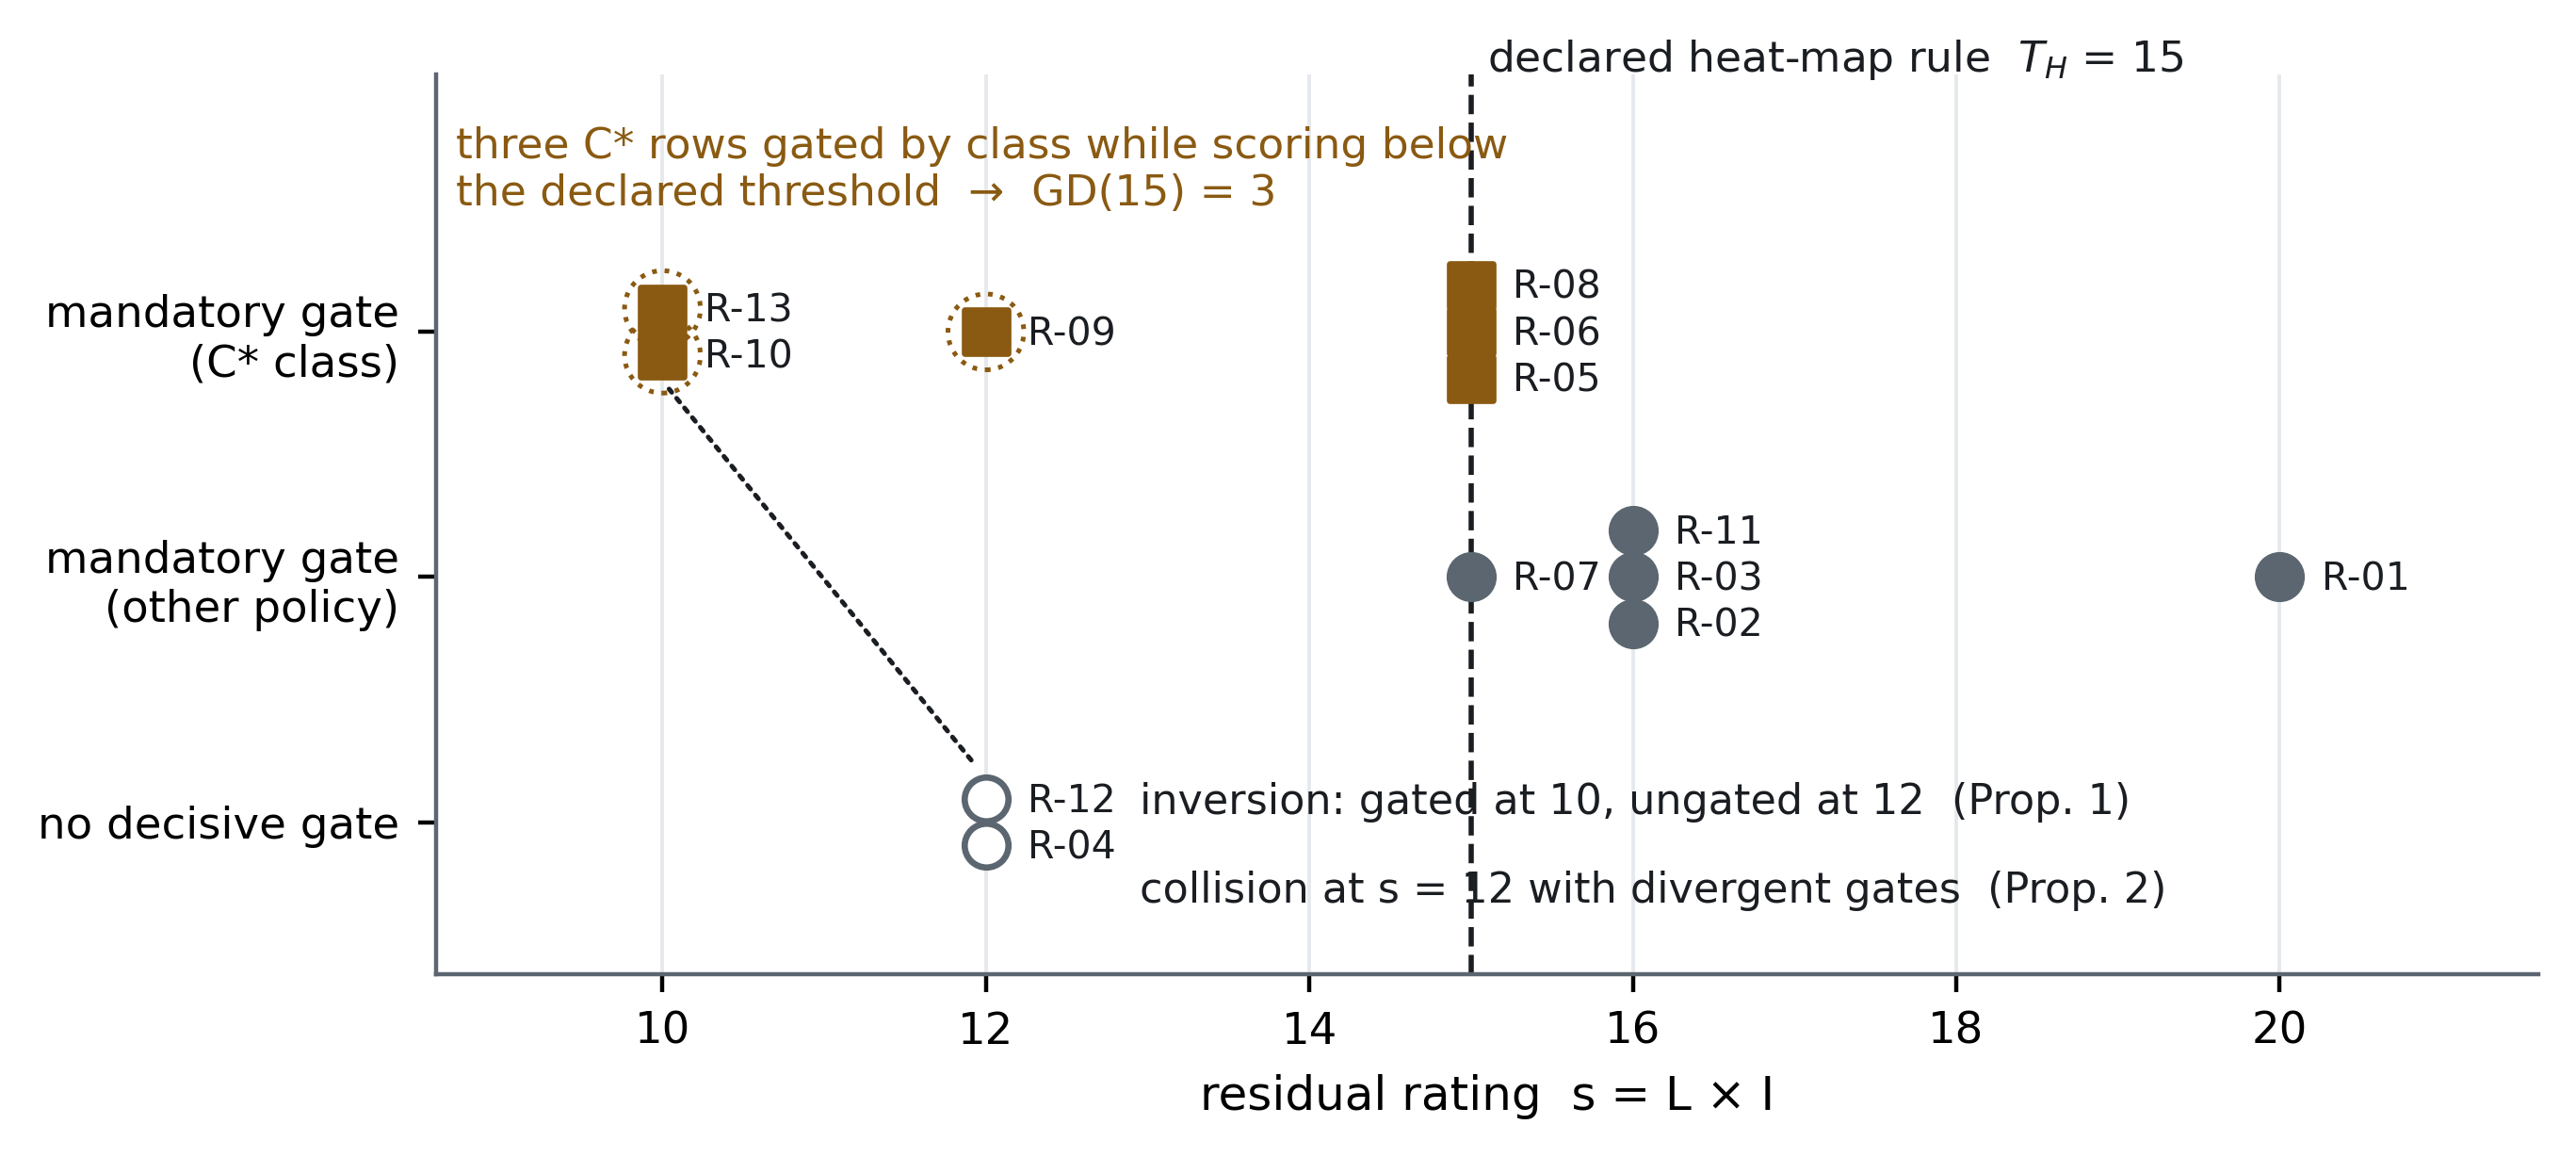 declared heat-map rule T_H = 15
three C* rows gated by class while scoring below
the declared threshold → GD(15) = 3
mandatory gate
(C* class)
R-13
R-10
R-09
R-08
R-06
R-05
mandatory gate
(other policy)
R-07
R-11
R-03
R-02
R-01
no decisive gate
R-12
R-04
inversion: gated at 10, ungated at 12 (Prop. 1)
collision at s = 12 with divergent gates (Prop. 2)
10 12 14 16 18 20
residual rating s = L × I